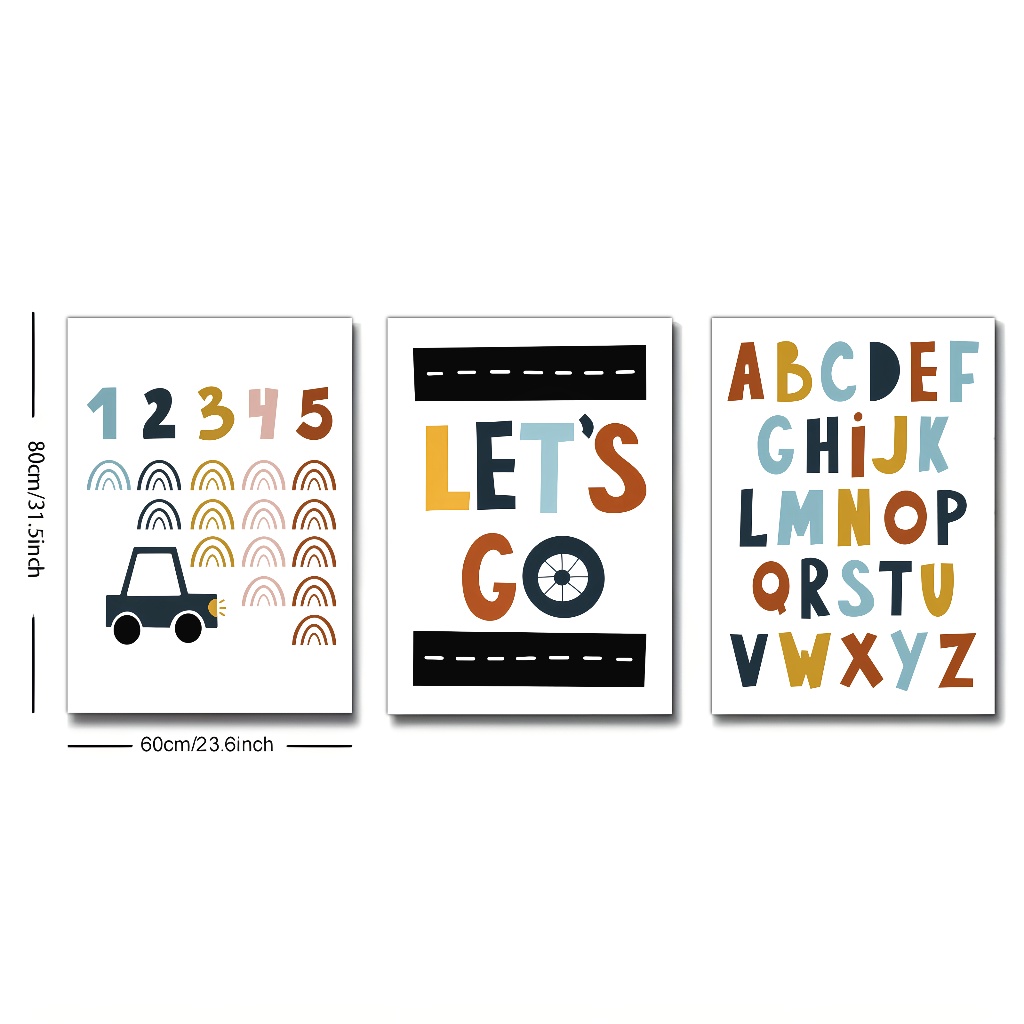 80cm/31.5inch
1 2 3 4 5
60cm/23.6inch
LET'S
GO
ABCDEF
GHiJK
LMNOP
QRSTU
VWXYZ